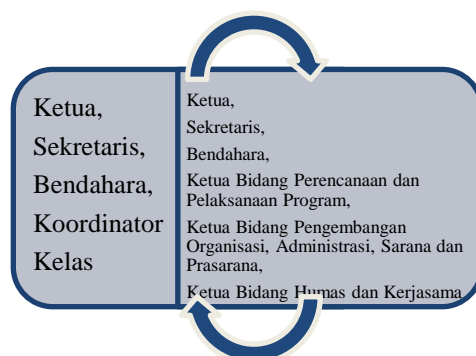 Ketua,
Sekretaris,
Bendahara,
Koordinator
Kelas
Ketua,
Sekretaris,
Bendahara,
Ketua Bidang Perencanaan dan
Pelaksanaan Program,
Ketua Bidang Pengembangan
Organisasi, Administrasi, Sarana dan
Prasarana,
Ketua Bidang Humas dan Kerjasama